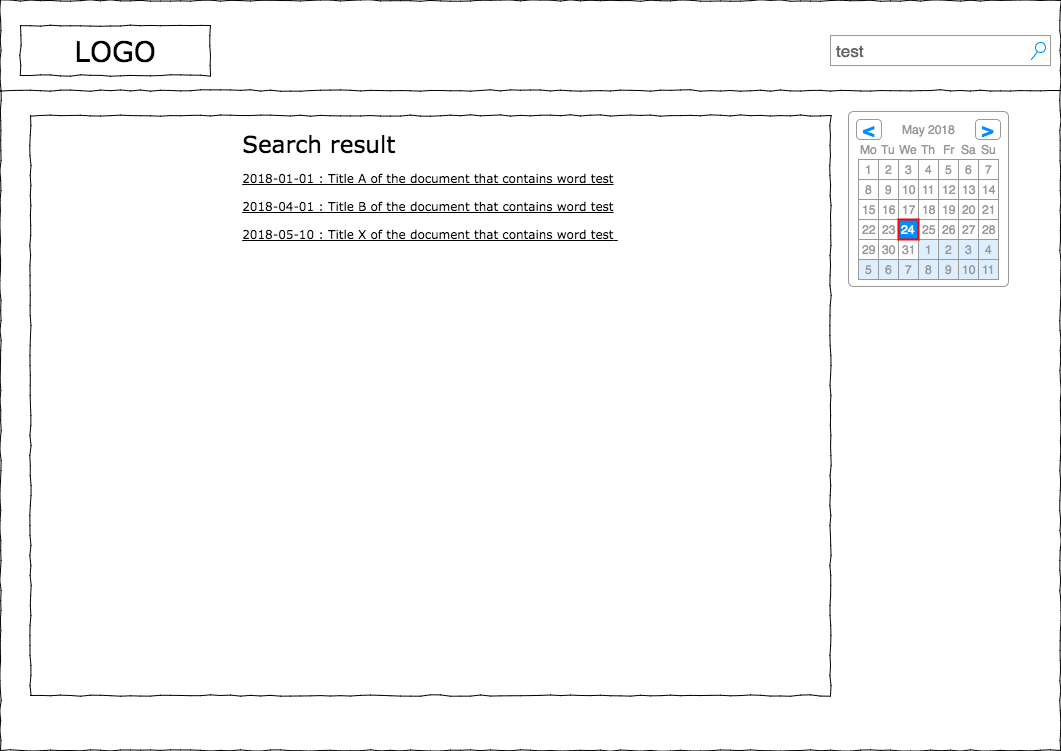 LOGO
test
Search result
2018-01-01 : Title A of the document that contains word test
2018-04-01 : Title B of the document that contains word test
2018-05-10 : Title X of the document that contains word test
< May 2018 >
Mo Tu We Th Fr Sa Su
1 2 3 4 5 6 7
8 9 10 11 12 13 14
15 16 17 18 19 20 21
22 23 24 25 26 27 28
29 30 31 1 2 3 4
5 6 7 8 9 10 11